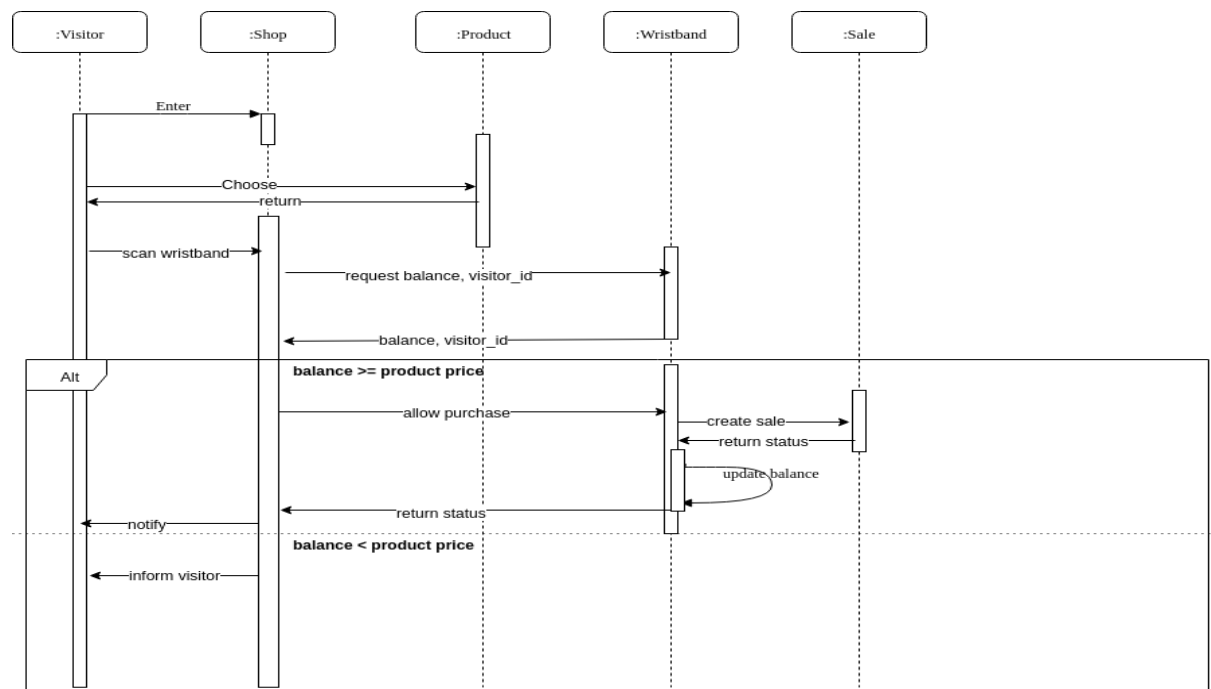 :Visitor
:Shop
:Product
:Wristband
:Sale
Enter
Choose
return
scan wristband
request balance, visitor_id
balance, visitor_id
Alt
balance >= product price
allow purchase
create sale
return status
update balance
return status
notify
balance < product price
inform visitor